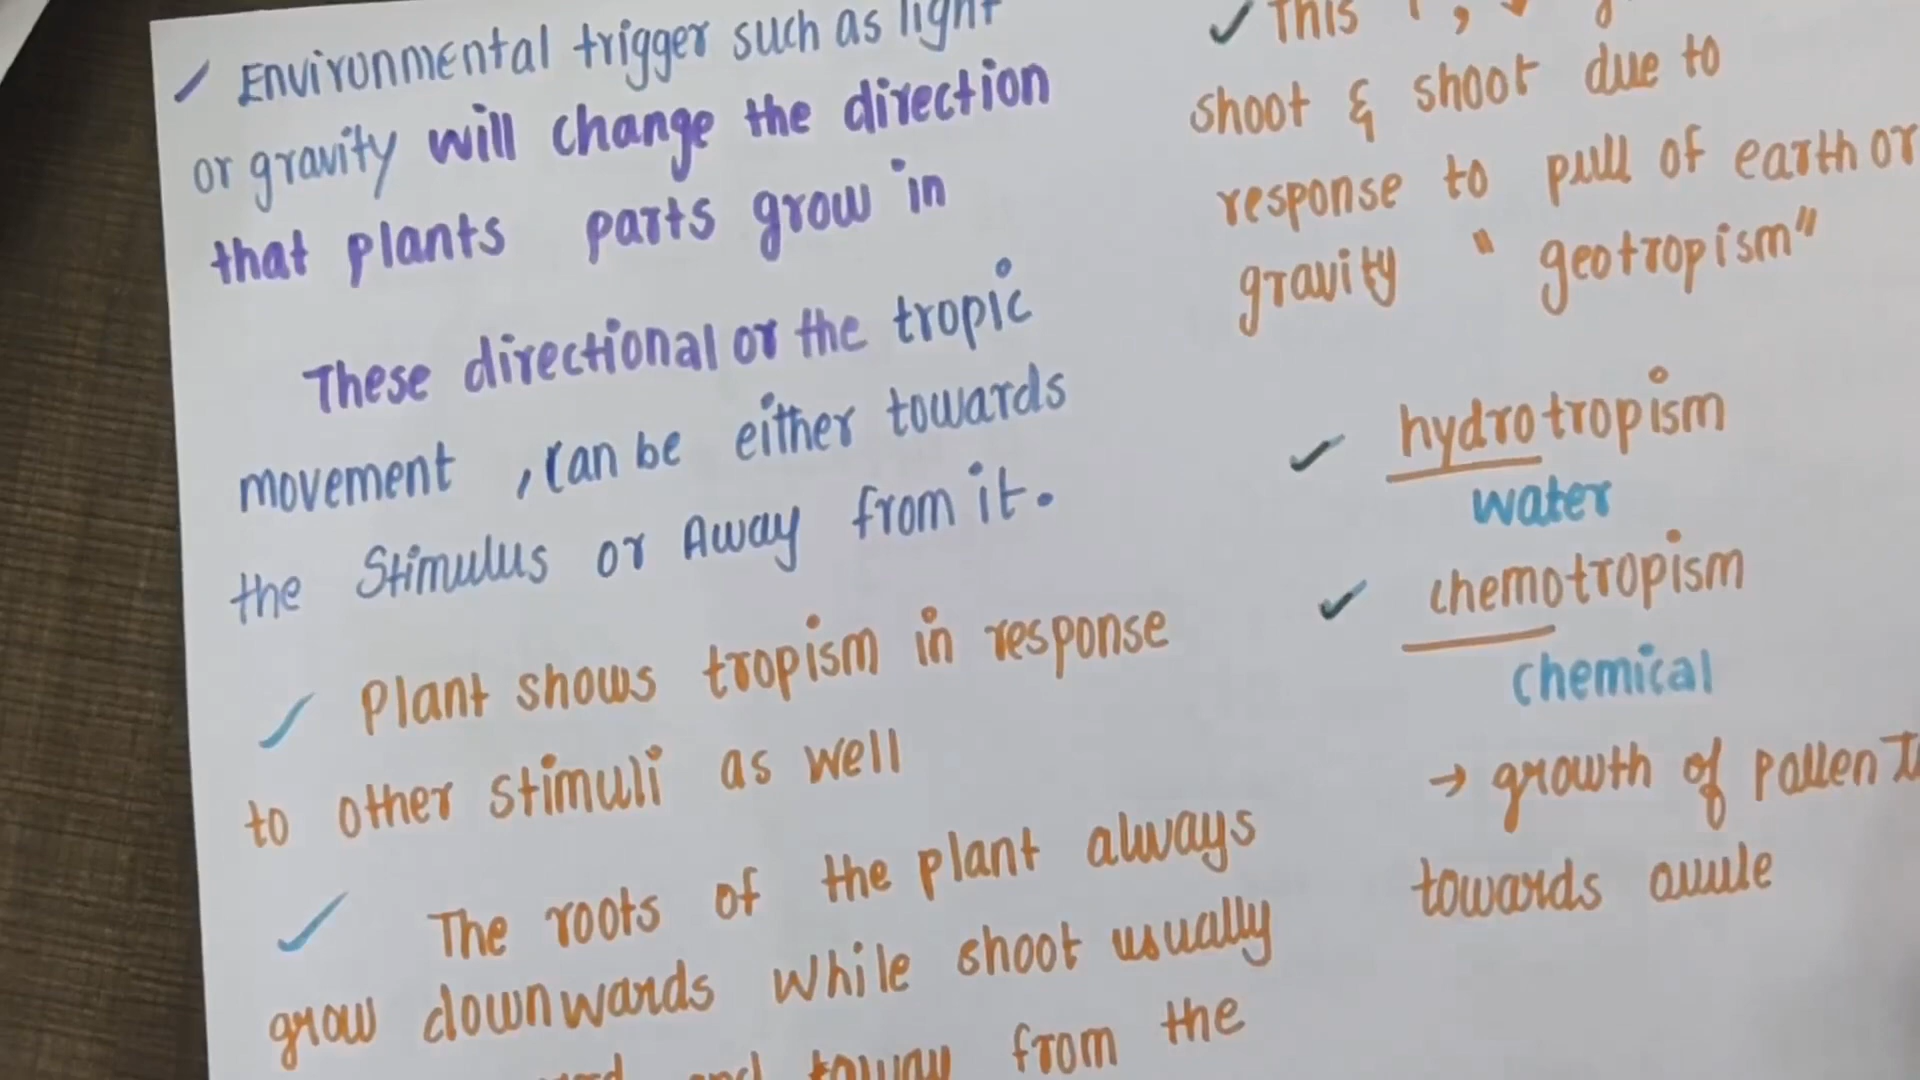 Environmental trigger such as light
or gravity will change the direction
that plants parts grow in
These directional or the tropic
movement , can be either towards
the Stimulus or Away from it.
Plant shows tropism in response
to other stimuli as well
The roots of the plant always
grow downwards while shoot usually
from the
This
shoot & shoot due to
response to pull of earth or
gravity " geotropism"
hydrotropism
water
chemotropism
chemical
→ growth of pollen
towards ovule